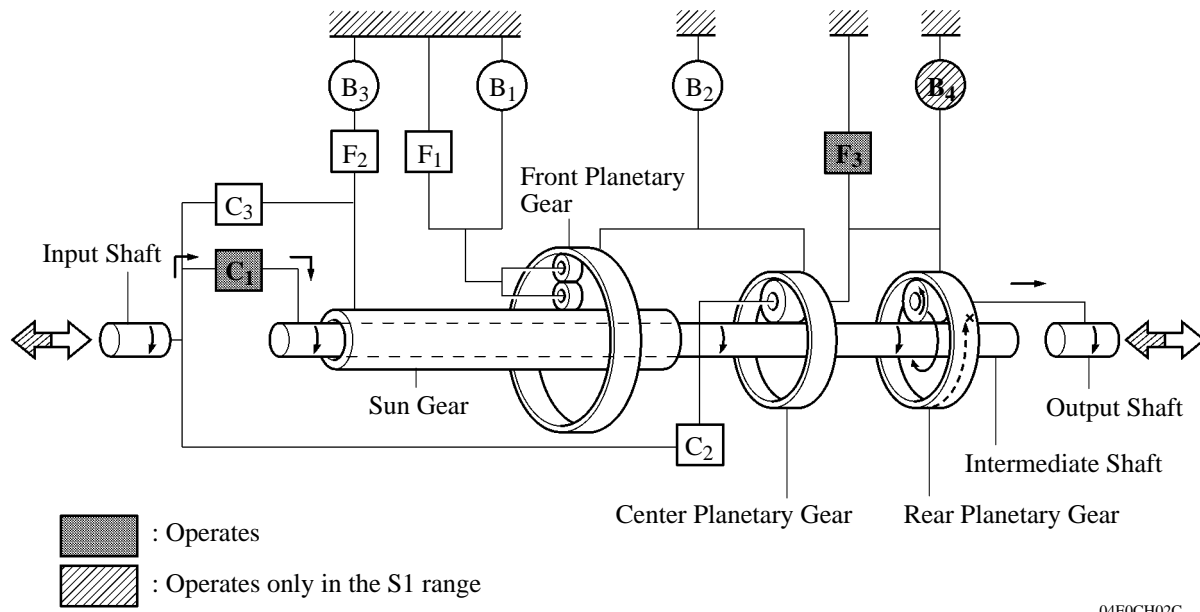 B3
B1
B2
B4
F2
F1
F3
Front Planetary
Gear
C3
Input Shaft
C1
Sun Gear
Output Shaft
C2
Intermediate Shaft
Center Planetary Gear
Rear Planetary Gear
: Operates
: Operates only in the S1 range
04E0CH02C